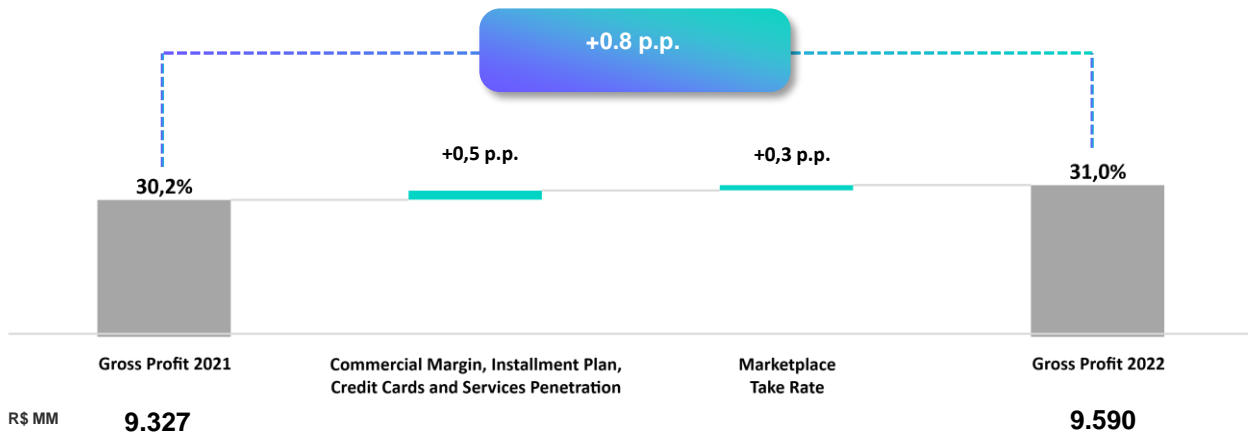 +0.8 p.p.
+0,5 p.p.
+0,3 p.p.
30,2%
31,0%
Gross Profit 2021
Commercial Margin, Installment Plan,
Credit Cards and Services Penetration
Marketplace
Take Rate
Gross Profit 2022
R$ MM
9.327
9.590